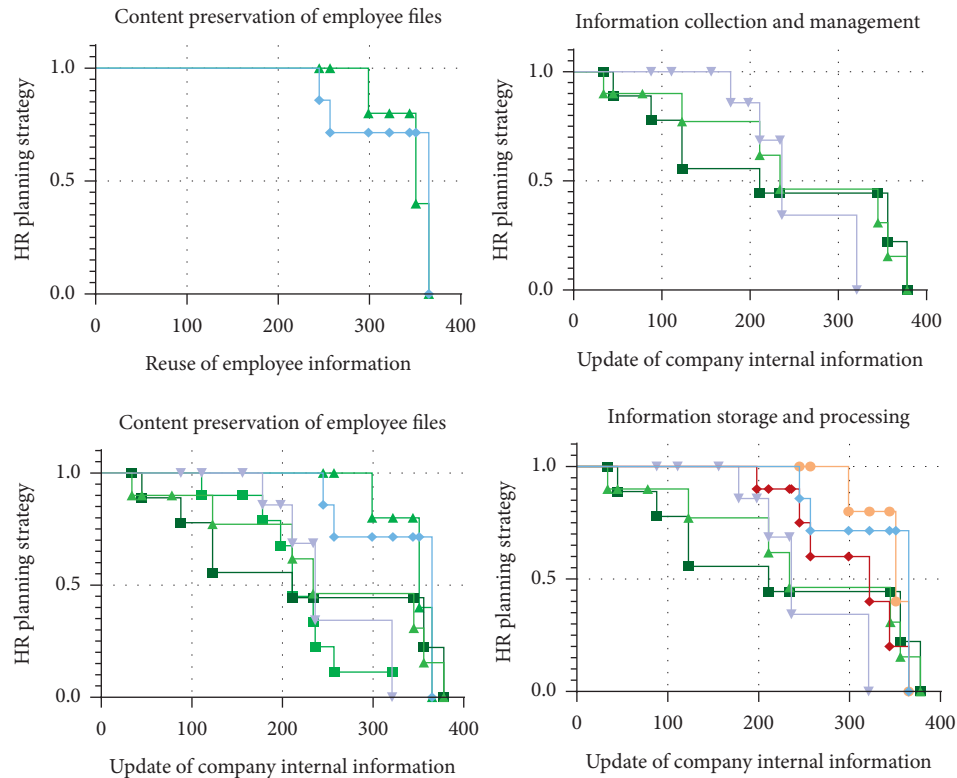 Content preservation of employee files
HR planning strategy
1.0
0.5
0.0
0 100 200 300 400
Reuse of employee information
Information collection and management
HR planning strategy
1.0
0.5
0.0
0 100 200 300 400
Update of company internal information
Content preservation of employee files
HR planning strategy
1.0
0.5
0.0
0 100 200 300 400
Update of company internal information
Information storage and processing
HR planning strategy
1.0
0.5
0.0
0 100 200 300 400
Update of company internal information